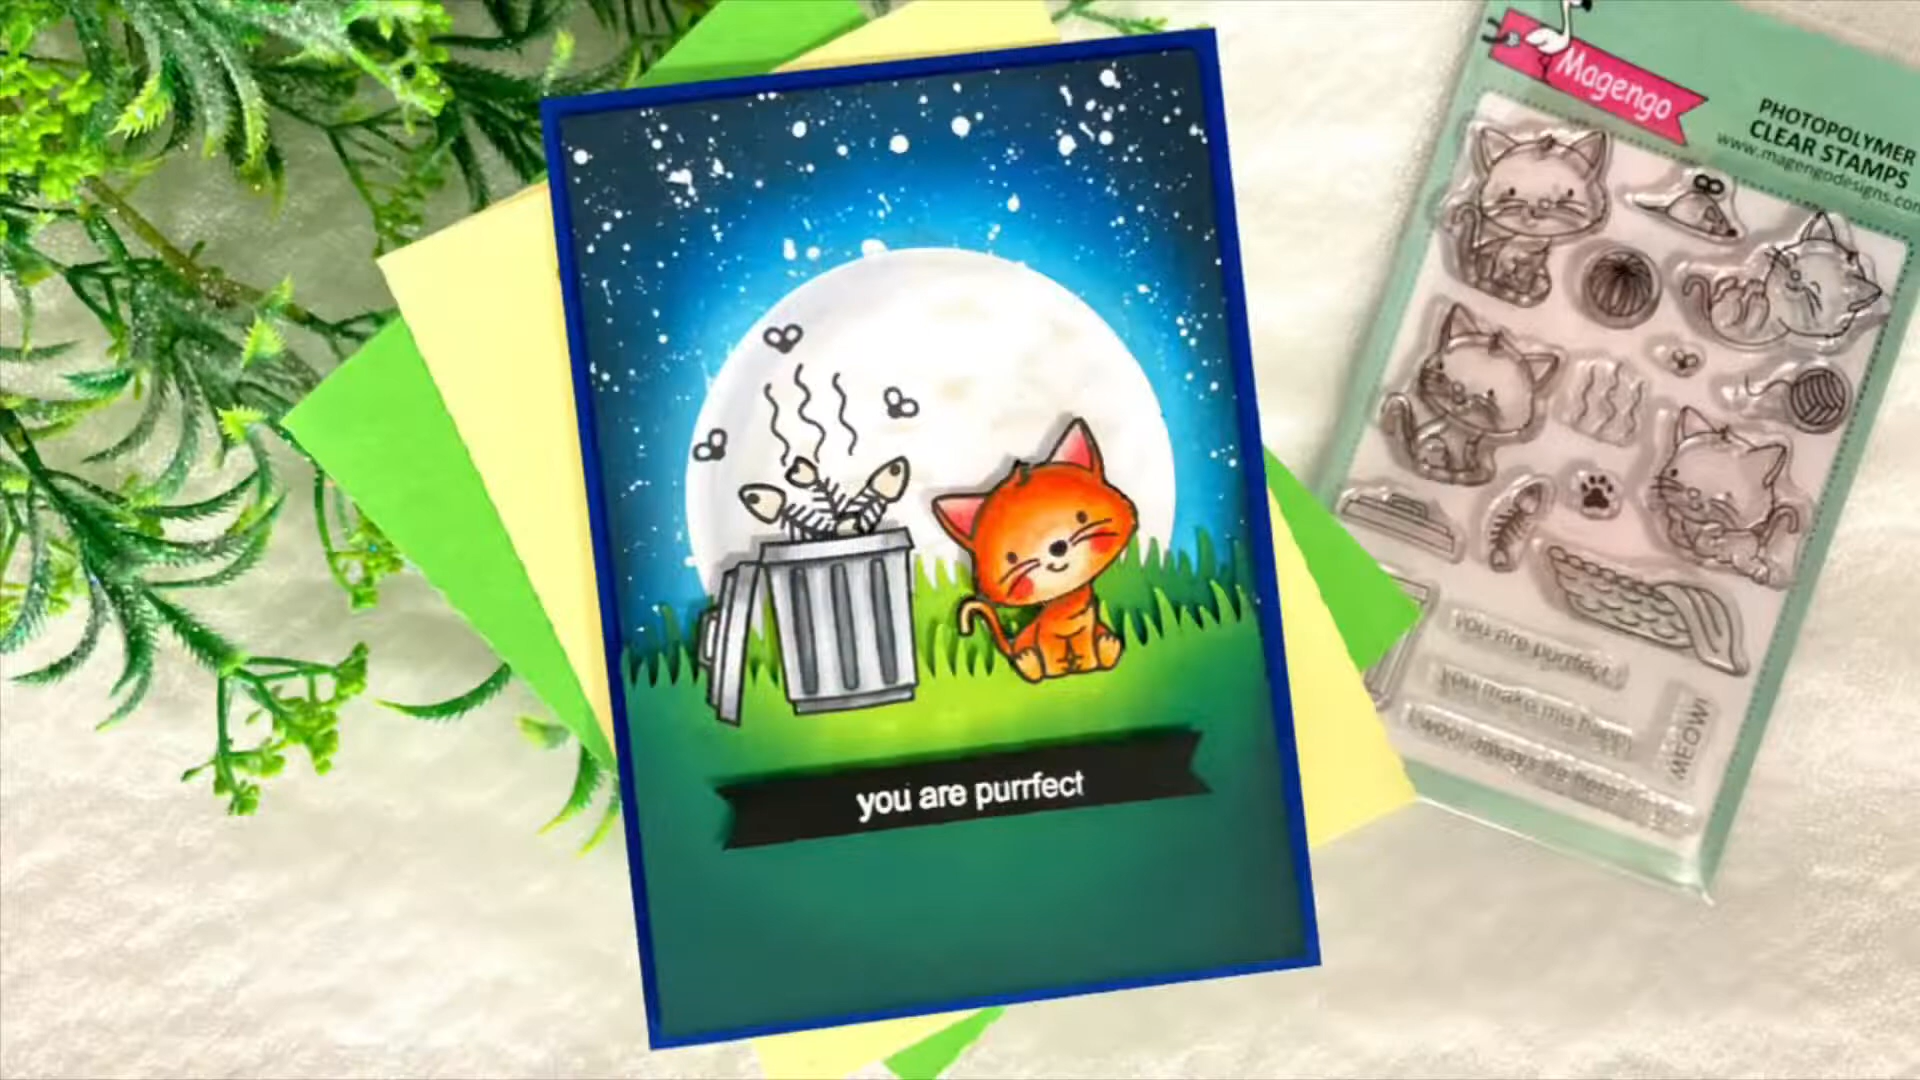 you are purrfect
Magengo
PHOTOPOLYMER
CLEAR STAMPS
www.magengodesigns.com
you are purrfect
you make me happy
MEOW!